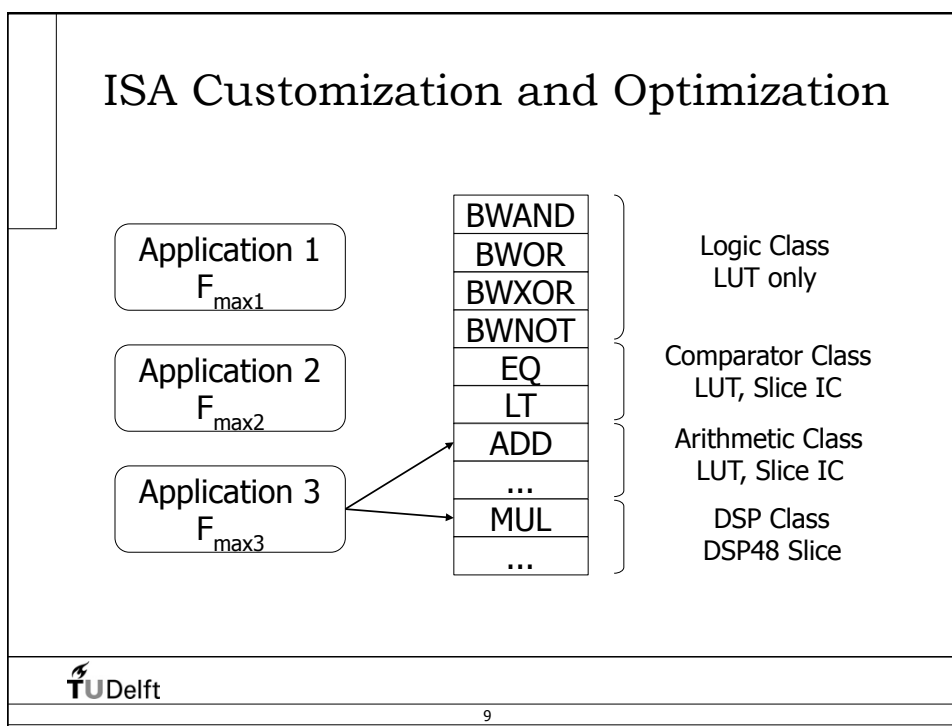 ISA Customization and Optimization
Application 1
Fmax1
Application 2
Fmax2
Application 3
Fmax3
BWAND
BWOR
BWXOR
BWNOT
EQ
LT
ADD
...
MUL
...
Logic Class
LUT only
Comparator Class
LUT, Slice IC
Arithmetic Class
LUT, Slice IC
DSP Class
DSP48 Slice
TUDelft
9